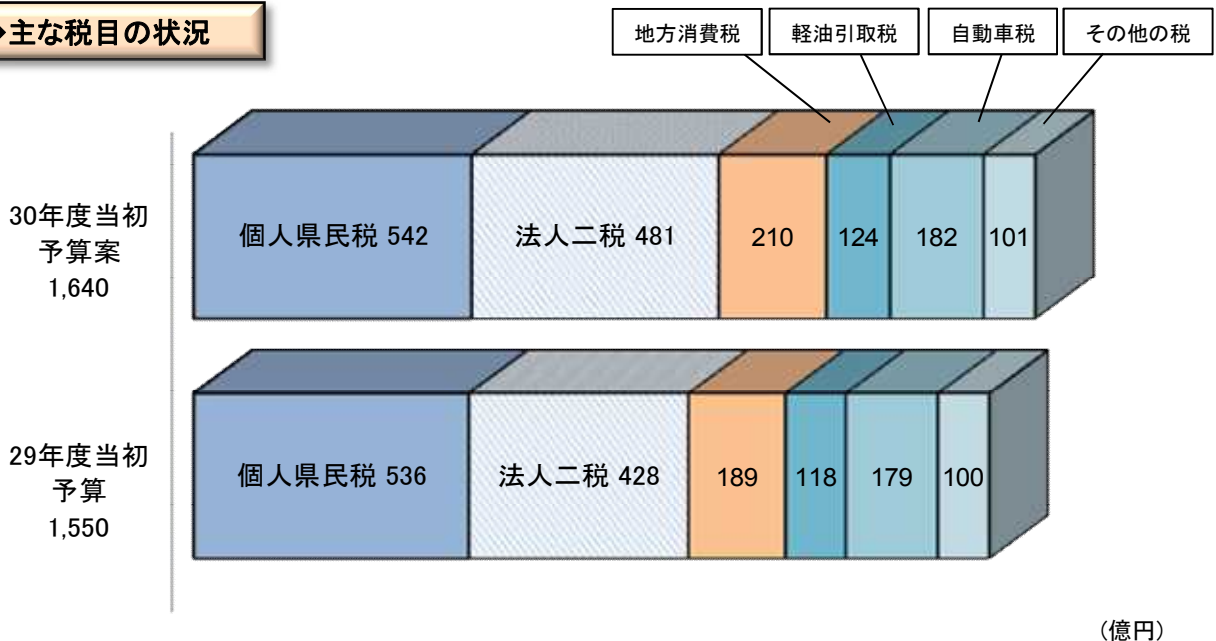 主な税目の状況
地方消費税 軽油引取税 自動車税 その他の税
30年度当初
予算案
1,640
個人県民税 542 法人二税 481 210 124 182 101
29年度当初
予算
1,550
個人県民税 536 法人二税 428 189 118 179 100
(億円)